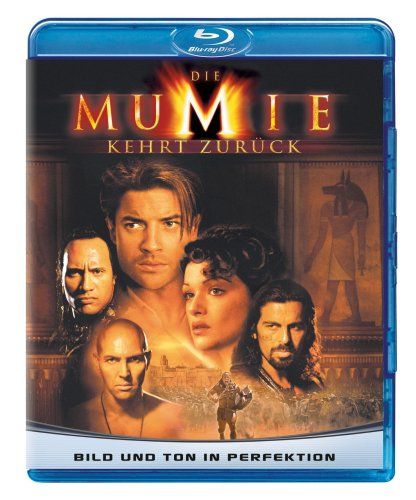 Blu-ray Disc
DIE
MUMIE
KEHRT ZURÜCK
BILD UND TON IN PERFEKTION